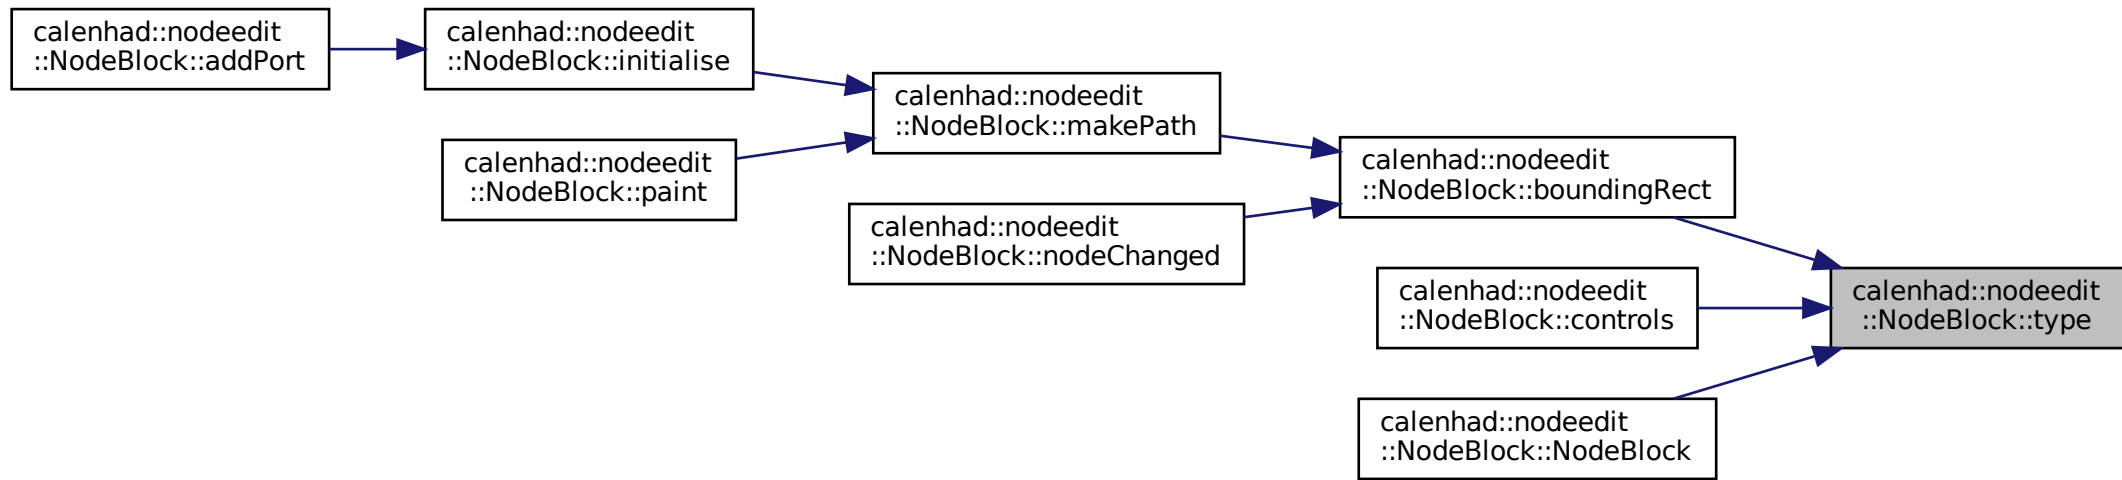 calenhad::nodeedit
::NodeBlock::addPort
calenhad::nodeedit
::NodeBlock::initialise
calenhad::nodeedit
::NodeBlock::paint
calenhad::nodeedit
::NodeBlock::makePath
calenhad::nodeedit
::NodeBlock::nodeChanged
calenhad::nodeedit
::NodeBlock::boundingRect
calenhad::nodeedit
::NodeBlock::controls
calenhad::nodeedit
::NodeBlock::NodeBlock
calenhad::nodeedit
::NodeBlock::type